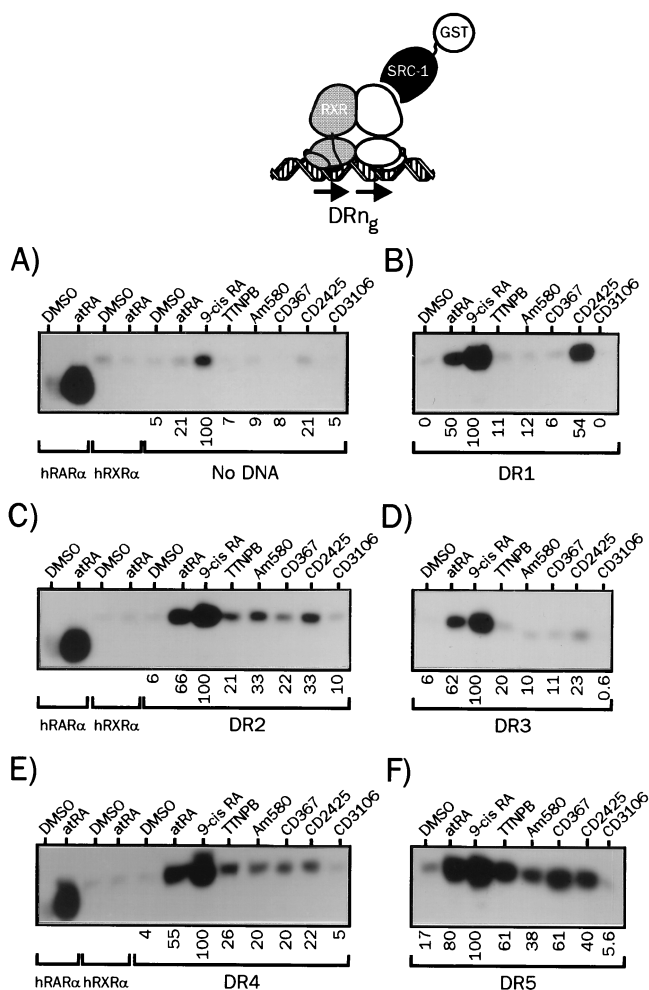 GST
SRC-1
RXR
DRng
A)
DMSO atRA DMSO atRA DMSO atRA 9-cis RA TTNPB Am580 CD367 CD2425 CD3106
5 21 100 7 9 8 21 5
hRARα hRXRα No DNA
B)
DMSO atRA 9-cis RA TTNPB Am580 CD367 CD2425 CD3106
0 50 100 11 12 6 54 0
DR1
C)
DMSO atRA DMSO atRA DMSO atRA 9-cis RA TTNPB Am580 CD367 CD2425 CD3106
6 66 100 21 33 22 33 10
hRARα hRXRα DR2
D)
DMSO atRA 9-cis RA TTNPB Am580 CD367 CD2425 CD3106
6 62 100 20 10 11 23 0.6
DR3
E)
DMSO atRA DMSO atRA DMSO atRA 9-cis RA TTNPB Am580 CD367 CD2425 CD3106
4 55 100 26 20 20 22 5
hRARα hRXRα DR4
F)
DMSO atRA 9-cis RA TTNPB Am580 CD367 CD2425 CD3106
17 80 100 61 38 61 40 5.6
DR5